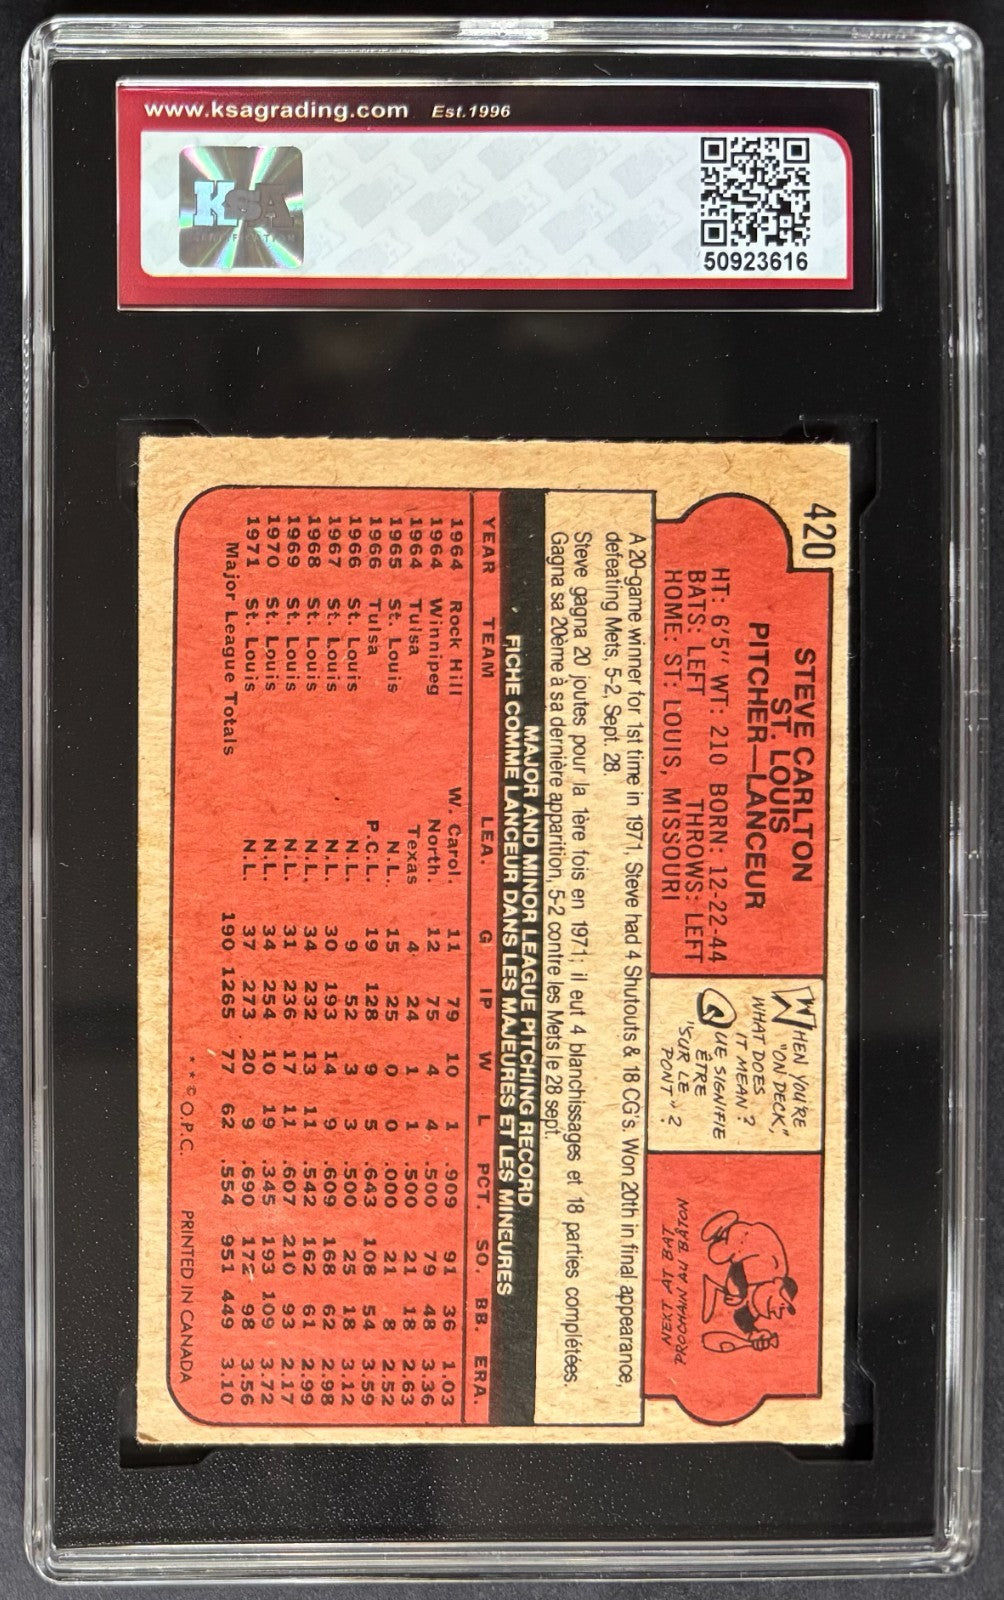 www.ksagrading.com Est.1996
KSA
CERTIFICATION
50923616
420
STEVE CARLTON
ST. LOUIS
PITCHER—LANCEUR
HT: 6'5" WT: 210 BORN: 12-22-44
BATS: LEFT THROWS: LEFT
HOME: ST. LOUIS, MISSOURI
WHEN YOU'RE
"ON DECK,"
WHAT DOES
IT MEAN?
QUE SIGNIFIE
ÊTRE
"SUR LE
PONT"?
NEXT AT BAT
PROCHAIN AU BATON
A 20-game winner for 1st time in 1971, Steve had 4 Shutouts & 18 CG's. Won 20th in final appearance,
defeating Mets, 5-2, Sept. 28.
Steve gagna 20 joutes pour la 1ère fois en 1971; il eut 4 blanchissages et 18 parties complétées.
Gagna sa 20ème à sa dernière apparition, 5-2 contre les Mets le 28 sept.
MAJOR AND MINOR LEAGUE PITCHING RECORD
FICHE COMME LANCEUR DANS LES MAJEURES ET LES MINEURES
YEAR TEAM LEA. G IP W L PCT. SO. BB. ERA.
1964 Rock Hill W. Carol. 11 79 10 1 .909 91 36 1.03
1964 Winnipeg North. 12 75 4 4 .500 79 48 3.36
1964 Tulsa Texas 4 24 1 1 .500 21 18 2.63
1965 St. Louis N.L. 15 25 0 0 .000 21 8 2.52
1966 Tulsa P.C.L. 19 128 9 5 .643 108 54 3.59
1966 St. Louis N.L. 9 52 3 3 .500 25 18 3.12
1967 St. Louis N.L. 30 193 14 9 .609 168 62 2.98
1968 St. Louis N.L. 34 232 13 11 .542 162 61 2.99
1969 St. Louis N.L. 31 236 17 11 .607 210 93 2.17
1970 St. Louis N.L. 34 254 10 19 .345 193 109 3.72
1971 St. Louis N.L. 37 273 20 9 .690 172 98 3.56
Major League Totals 190 1265 77 62 .554 951 449 3.10
**© O.P.C. PRINTED IN CANADA